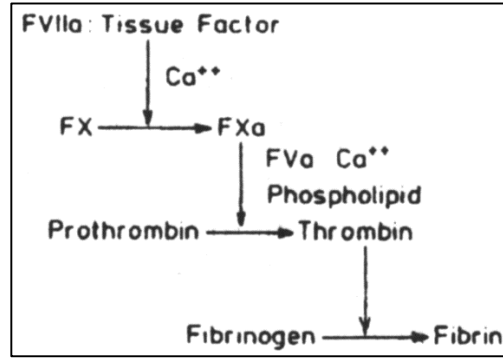 FVIIa: Tissue Factor
Ca⁺⁺
FX FXa
FVa Ca⁺⁺
Phospholipid
Prothrombin Thrombin
Fibrinogen Fibrin